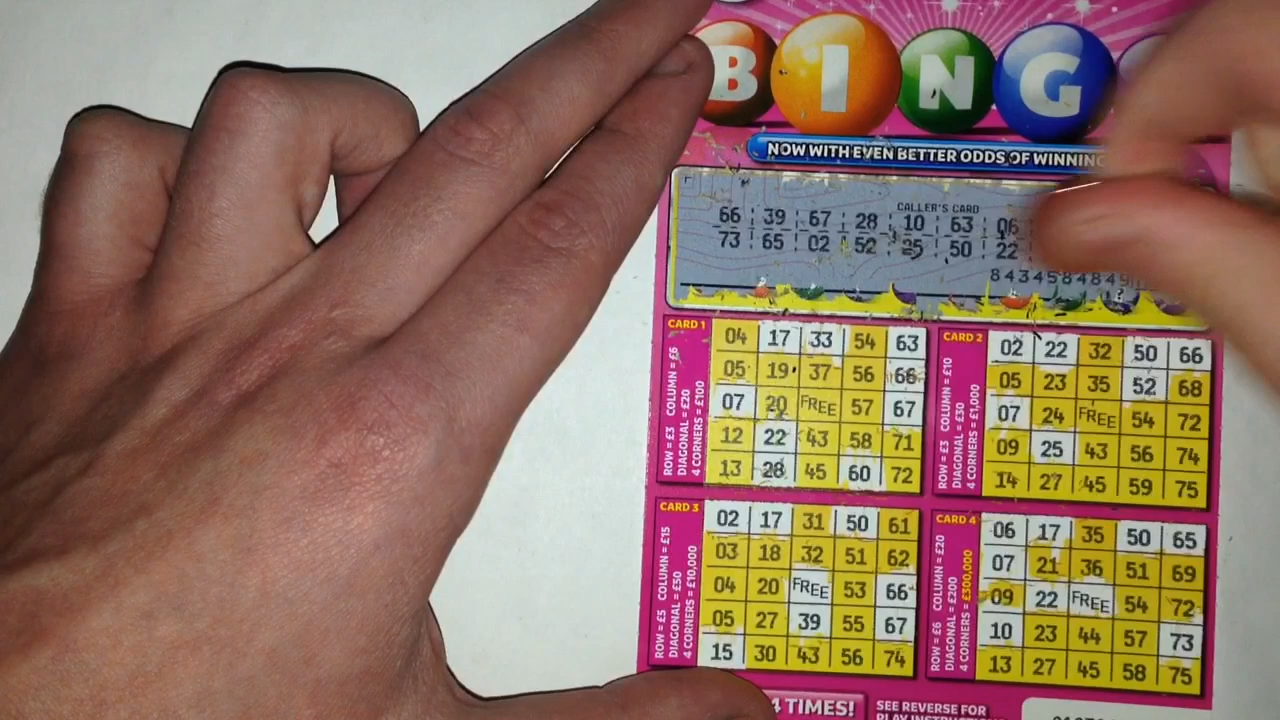 BING
NOW WITH EVEN BETTER ODDS OF WINNING
CALLER'S CARD
66 39 67 28 10 63 06
73 65 02 52 25 50 22
CARD 1
ROW = £3 COLUMN = £6
DIAGONAL = £20
4 CORNERS = £100
04 17 33 54 63
05 19 37 56 66
07 20 FREE 57 67
12 22 43 58 71
13 28 45 60 72
CARD 2
ROW = £3 COLUMN = £10
DIAGONAL = £30
4 CORNERS = £1,000
02 22 32 50 66
05 23 35 52 68
07 24 FREE 54 72
09 25 43 56 74
14 27 45 59 75
CARD 3
ROW = £5 COLUMN = £15
DIAGONAL = £50
4 CORNERS = £10,000
02 17 31 50 61
03 18 32 51 62
04 20 FREE 53 66
05 27 39 55 67
15 30 43 56 74
CARD 4
ROW = £6 COLUMN = £20
DIAGONAL = £200
4 CORNERS = £300,000
06 17 35 50 65
07 21 36 51 69
09 22 FREE 54 72
10 23 44 57 73
13 27 45 58 75
4 TIMES!
SEE REVERSE FOR
PLAY INSTRUCTIONS